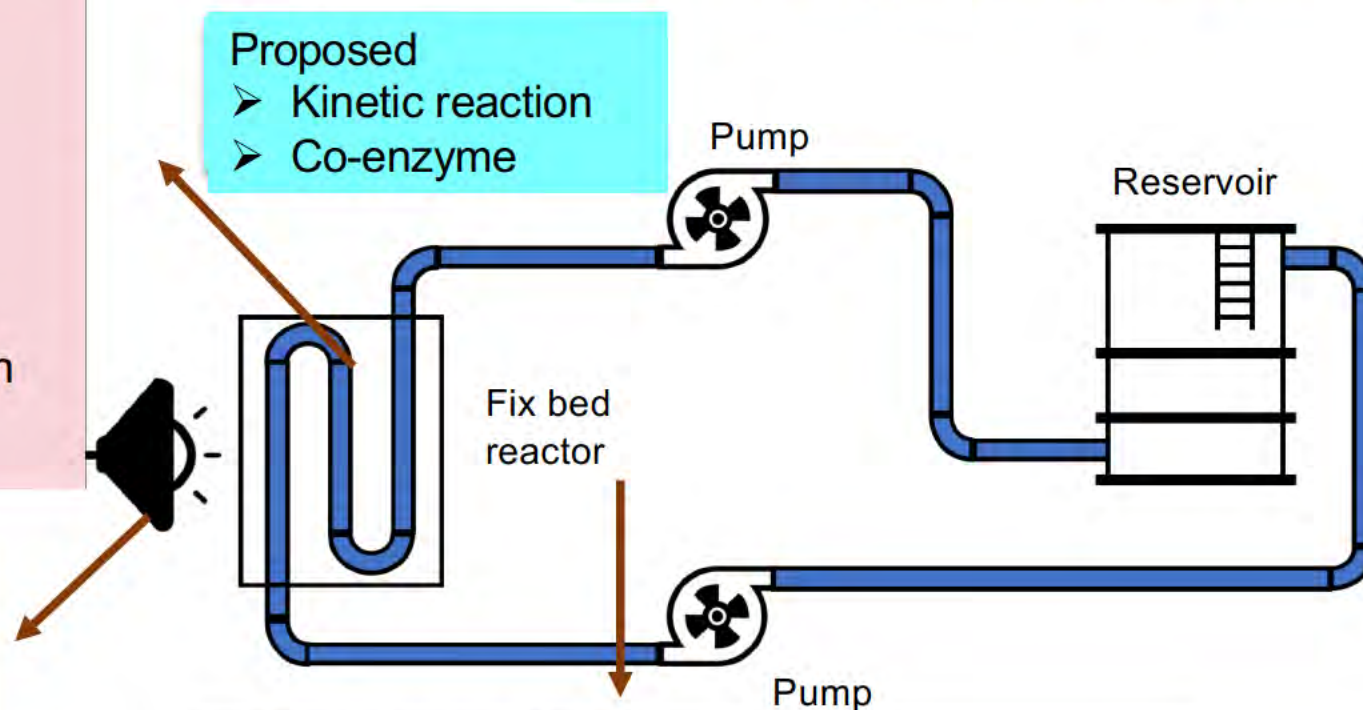 Proposed
➢ Kinetic reaction
➢ Co-enzyme
Pump
Reservoir
Fix bed
reactor
Pump